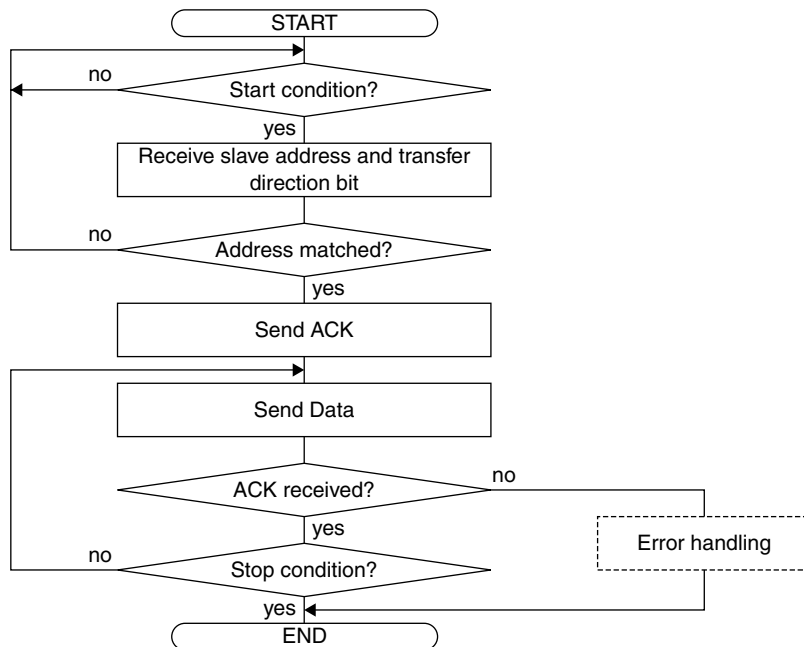 START
no
Start condition?
yes
Receive slave address and transfer
direction bit
no
Address matched?
yes
Send ACK
Send Data
no
ACK received?
yes
Error handling
no
Stop condition?
yes
END